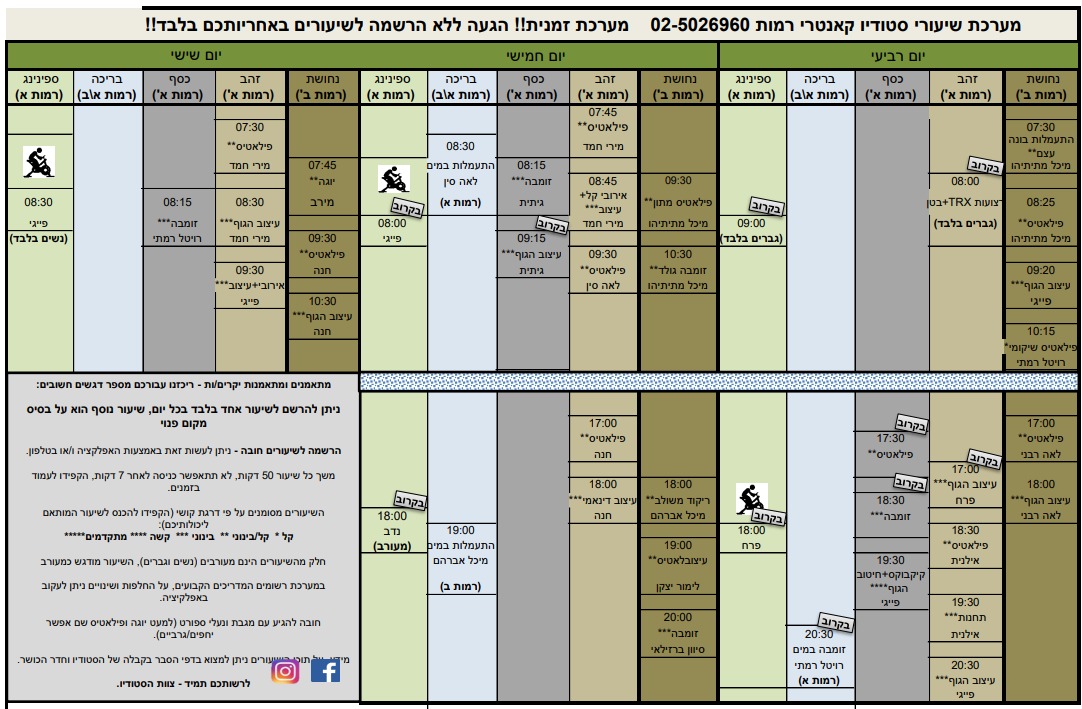 מערכת שיעורי סטודיו קאנטרי רמות 02-5026960 מערכת זמנית!! הגעה ללא הרשמה לשיעורים באחריותכם בלבד!!
יום רביעי
נחושת
(רמות ב')
07:30
התעמלות בונה
עצם**
מיכל מתיתיהו
08:25
פילאטיס**
מיכל מתיתיהו
09:20
עיצוב הגוף***
פייגי
10:15
פילאטיס שיקומי*
רויטל רמתי
17:00
פילאטיס**
לאה רבני
18:00
עיצוב הגוף***
לאה רבני
זהב
(רמות א')
בקרוב
08:00
רצועות TRX+בטן
(גברים בלבד)
בקרוב
17:00
עיצוב הגוף***
פרח
18:30
פילאטיס**
אילנית
19:30
תחנות***
אילנית
20:30
עיצוב הגוף***
פייגי
כסף
(רמות א')
בקרוב
17:30
פילאטיס**
בקרוב
18:30
זומבה***
19:30
קיקבוקס+חיטוב
הגוף****
פייגי
בריכה
(רמות א\ב)
בקרוב
20:30
זומבה במים
רויטל רמתי
(רמות א)
ספינינג
(רמות א)
בקרוב
09:00
(גברים בלבד)
בקרוב
18:00
פרח
יום חמישי
נחושת
(רמות ב')
09:30
פילאטיס מתון**
מיכל מתיתיהו
10:30
זומבה גולד**
מיכל מתיתיהו
18:00
ריקוד משולב**
מיכל אברהם
19:00
עיצובלאטיס**
לימור יצקן
20:00
זומבה***
סיוון ברזילאי
זהב
(רמות א')
07:45
פילאטיס**
מירי חמד
08:45
אירובי קל+
עיצוב***
מירי חמד
09:30
פילאטיס**
לאה סין
17:00
פילאטיס**
חנה
18:00
עיצוב דינאמי***
חנה
כסף
(רמות א')
08:15
זומבה***
גיתית
בקרוב
09:15
עיצוב הגוף***
גיתית
בריכה
(רמות א\ב)
08:30
התעמלות במים
לאה סין
(רמות א)
19:00
התעמלות במים
מיכל אברהם
(רמות ב)
ספינינג
(רמות א)
בקרוב
08:00
פייגי
בקרוב
18:00
נדב
(מעורב)
יום שישי
נחושת
(רמות ב')
07:45
יוגה**
מירב
09:30
פילאטיס**
חנה
10:30
עיצוב הגוף***
חנה
זהב
(רמות א')
07:30
פילאטיס**
מירי חמד
08:30
עיצוב הגוף***
מירי חמד
09:30
אירובי+עיצוב***
פייגי
כסף
(רמות א')
08:15
זומבה***
רויטל רמתי
בריכה
(רמות א\ב)
ספינינג
(רמות א)
08:30
פייגי
(נשים בלבד)
מתאמנים ומתאמנות יקרים/ות - ריכזנו עבורכם מספר דגשים חשובים:
ניתן להרשם לשיעור אחד בלבד בכל יום, שיעור נוסף הוא על בסיס
מקום פנוי
הרשמה לשיעורים חובה - ניתן לעשות זאת באמצעות האפלקציה ו/או בטלפון.
משך כל שיעור 50 דקות, לא תתאפשר כניסה לאחר 7 דקות, הקפידו לעמוד
בזמנים.
השיעורים מסומנים על פי דרגת קושי (הקפידו להכנס לשיעור המותאם
ליכולותיכם):
קל * קל/בינוני ** בינוני *** קשה **** מתקדמים*****
חלק מהשיעורים הינם מעורבים (נשים וגברים), השיעור מודגש כמעורב
במערכת רשומים המדריכים הקבועים, על החלפות ושינויים ניתן לעקוב
באפלקציה.
חובה להגיע עם מגבת ונעלי ספורט (למעט יוגה ופילאטיס שם אפשר
יחפים/גרביים).
מידע על תוכן השיעורים ניתן למצוא בדפי הסבר בקבלה של הסטודיו וחדר הכושר.
לרשותכם תמיד - צוות הסטודיו.